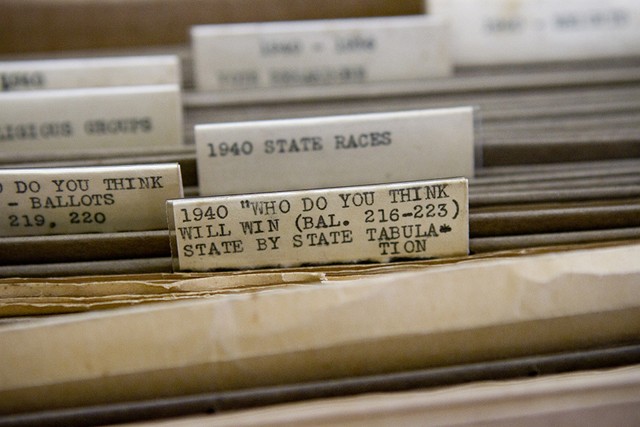 LIGIOUS GROUPS
1940 STATE RACES
DO YOU THINK
- BALLOTS
219, 220
1940 "WHO DO YOU THINK
WILL WIN (BAL. 216-223)
STATE BY STATE TABULA-
TION